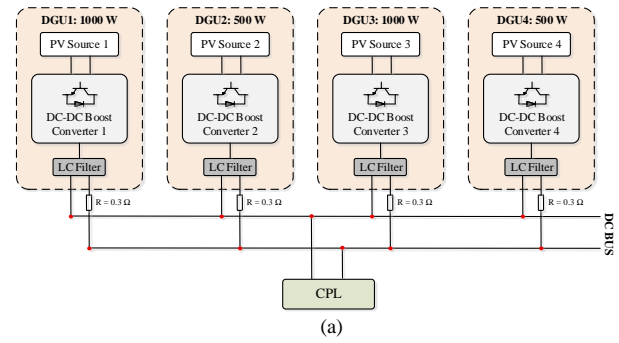 DGU1: 1000 W
PV Source 1
DC-DC Boost
Converter 1
LC Filter
R = 0.3 Ω
DGU2: 500 W
PV Source 2
DC-DC Boost
Converter 2
LC Filter
R = 0.3 Ω
DGU3: 1000 W
PV Source 3
DC-DC Boost
Converter 3
LC Filter
R = 0.3 Ω
DGU4: 500 W
PV Source 4
DC-DC Boost
Converter 4
LC Filter
R = 0.3 Ω
DC BUS
CPL
(a)